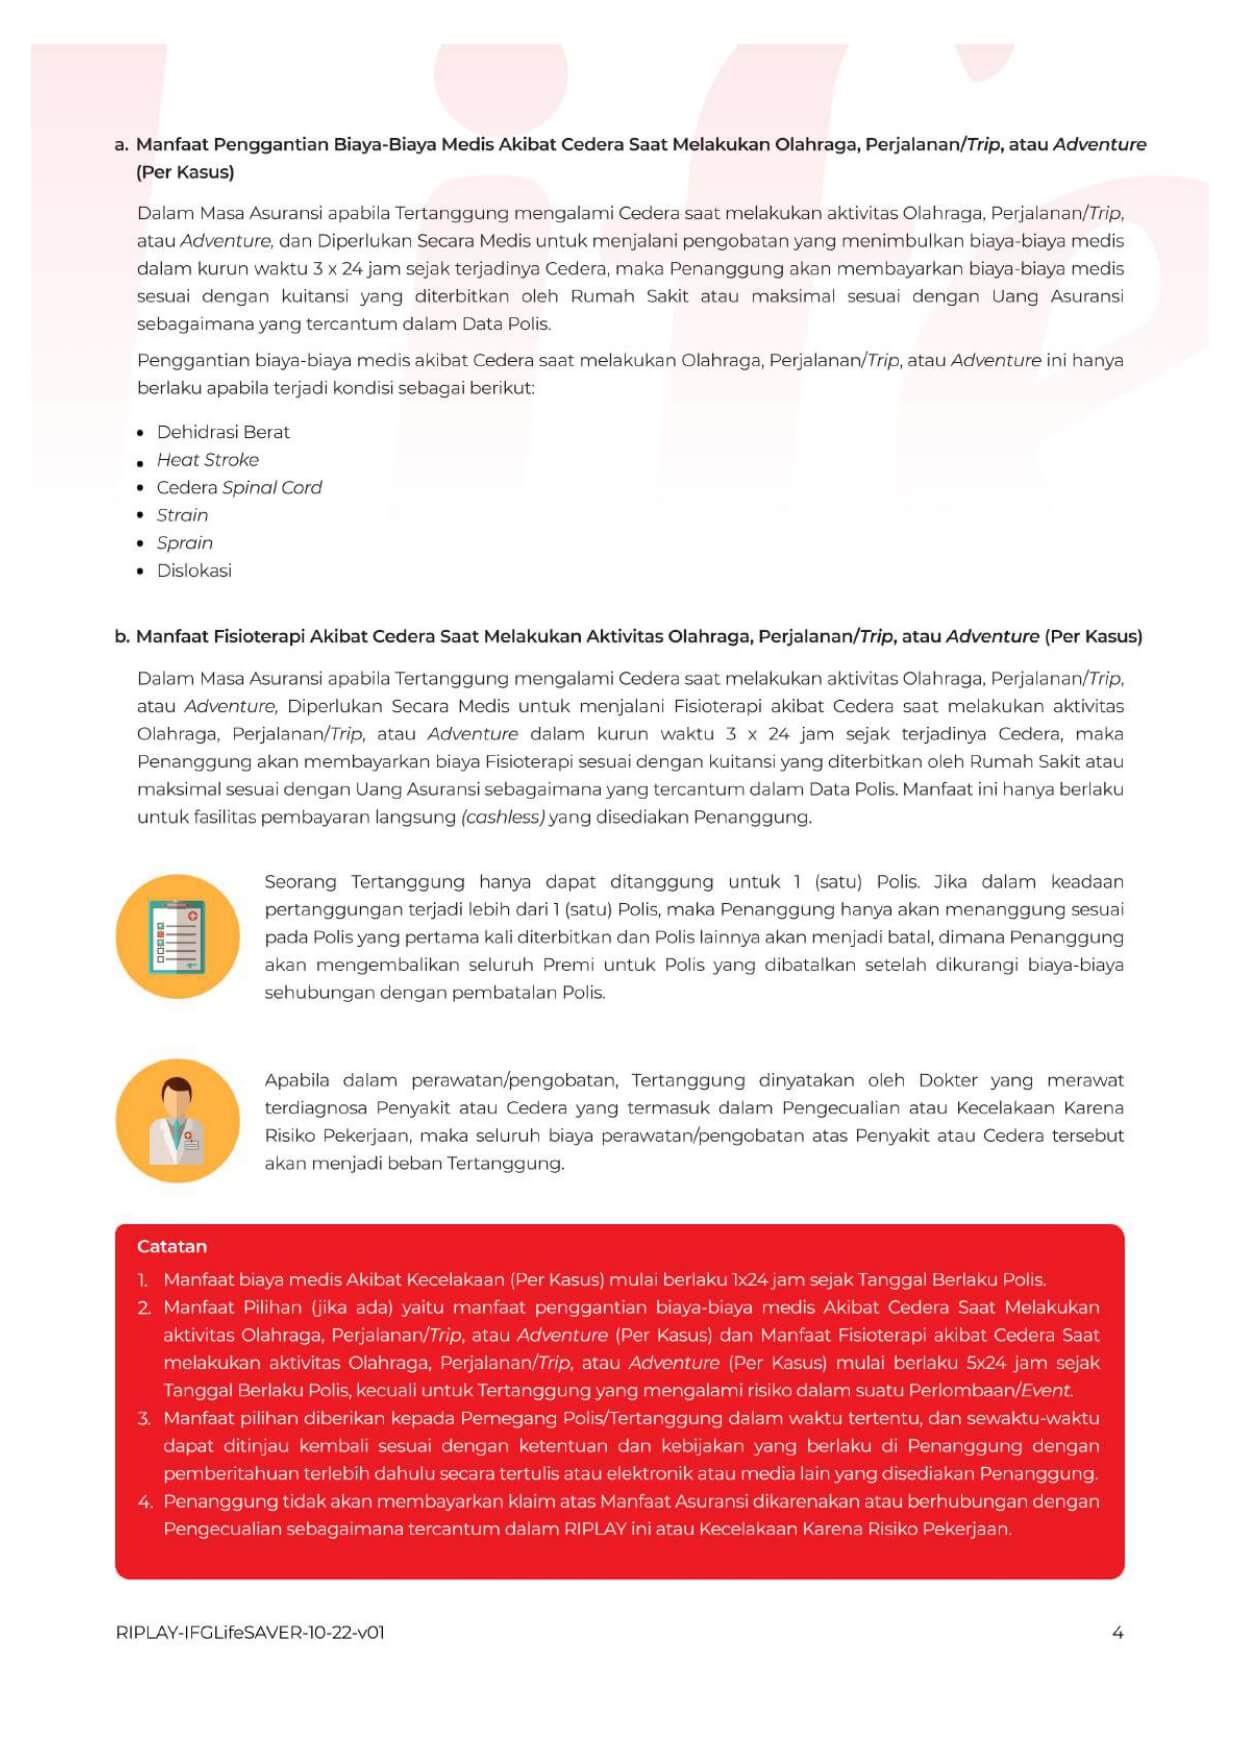 a. Manfaat Penggantian Biaya-Biaya Medis Akibat Cedera Saat Melakukan Olahraga, Perjalanan/Trip, atau Adventure
(Per Kasus)
Dalam Masa Asuransi apabila Tertanggung mengalami Cedera saat melakukan aktivitas Olahraga, Perjalanan/Trip,
atau Adventure, dan Diperlukan Secara Medis untuk menjalani pengobatan yang menimbulkan biaya-biaya medis
dalam kurun waktu 3 x 24 jam sejak terjadinya Cedera, maka Penanggung akan membayarkan biaya-biaya medis
sesuai dengan kuitansi yang diterbitkan oleh Rumah Sakit atau maksimal sesuai dengan Uang Asuransi
sebagaimana yang tercantum dalam Data Polis.
Penggantian biaya-biaya medis akibat Cedera saat melakukan Olahraga, Perjalanan/Trip, atau Adventure ini hanya
berlaku apabila terjadi kondisi sebagai berikut:
• Dehidrasi Berat
• Heat Stroke
• Cedera Spinal Cord
• Strain
• Sprain
• Dislokasi
b. Manfaat Fisioterapi Akibat Cedera Saat Melakukan Aktivitas Olahraga, Perjalanan/Trip, atau Adventure (Per Kasus)
Dalam Masa Asuransi apabila Tertanggung mengalami Cedera saat melakukan aktivitas Olahraga, Perjalanan/Trip,
atau Adventure, Diperlukan Secara Medis untuk menjalani Fisioterapi akibat Cedera saat melakukan aktivitas
Olahraga, Perjalanan/Trip, atau Adventure dalam kurun waktu 3 x 24 jam sejak terjadinya Cedera, maka
Penanggung akan membayarkan biaya Fisioterapi sesuai dengan kuitansi yang diterbitkan oleh Rumah Sakit atau
maksimal sesuai dengan Uang Asuransi sebagaimana yang tercantum dalam Data Polis. Manfaat ini hanya berlaku
untuk fasilitas pembayaran langsung (cashless) yang disediakan Penanggung.
Seorang Tertanggung hanya dapat ditanggung untuk 1 (satu) Polis. Jika dalam keadaan
pertanggungan terjadi lebih dari 1 (satu) Polis, maka Penanggung hanya akan menanggung sesuai
pada Polis yang pertama kali diterbitkan dan Polis lainnya akan menjadi batal, dimana Penanggung
akan mengembalikan seluruh Premi untuk Polis yang dibatalkan setelah dikurangi biaya-biaya
sehubungan dengan pembatalan Polis.
Apabila dalam perawatan/pengobatan, Tertanggung dinyatakan oleh Dokter yang merawat
terdiagnosa Penyakit atau Cedera yang termasuk dalam Pengecualian atau Kecelakaan Karena
Risiko Pekerjaan, maka seluruh biaya perawatan/pengobatan atas Penyakit atau Cedera tersebut
akan menjadi beban Tertanggung.
Catatan
1. Manfaat biaya medis Akibat Kecelakaan (Per Kasus) mulai berlaku 1x24 jam sejak Tanggal Berlaku Polis.
2. Manfaat Pilihan (jika ada) yaitu manfaat penggantian biaya-biaya medis Akibat Cedera Saat Melakukan
aktivitas Olahraga, Perjalanan/Trip, atau Adventure (Per Kasus) dan Manfaat Fisioterapi akibat Cedera Saat
melakukan aktivitas Olahraga, Perjalanan/Trip, atau Adventure (Per Kasus) mulai berlaku 5x24 jam sejak
Tanggal Berlaku Polis, kecuali untuk Tertanggung yang mengalami risiko dalam suatu Perlombaan/Event.
3. Manfaat pilihan diberikan kepada Pemegang Polis/Tertanggung dalam waktu tertentu, dan sewaktu-waktu
dapat ditinjau kembali sesuai dengan ketentuan dan kebijakan yang berlaku di Penanggung dengan
pemberitahuan terlebih dahulu secara tertulis atau elektronik atau media lain yang disediakan Penanggung.
4. Penanggung tidak akan membayarkan klaim atas Manfaat Asuransi dikarenakan atau berhubungan dengan
Pengecualian sebagaimana tercantum dalam RIPLAY ini atau Kecelakaan Karena Risiko Pekerjaan.
RIPLAY-IFGLifeSAVER-10-22-v01
4